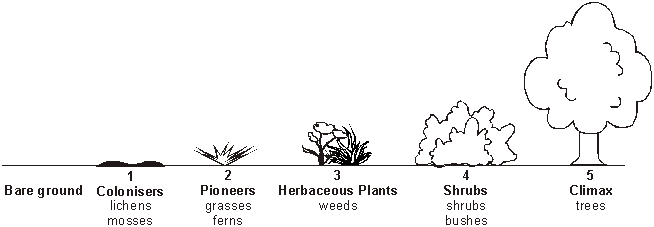 1 2 3 4 5
Bare ground Colonisers Pioneers Herbaceous Plants Shrubs Climax
lichens grasses weeds shrubs trees
mosses ferns bushes